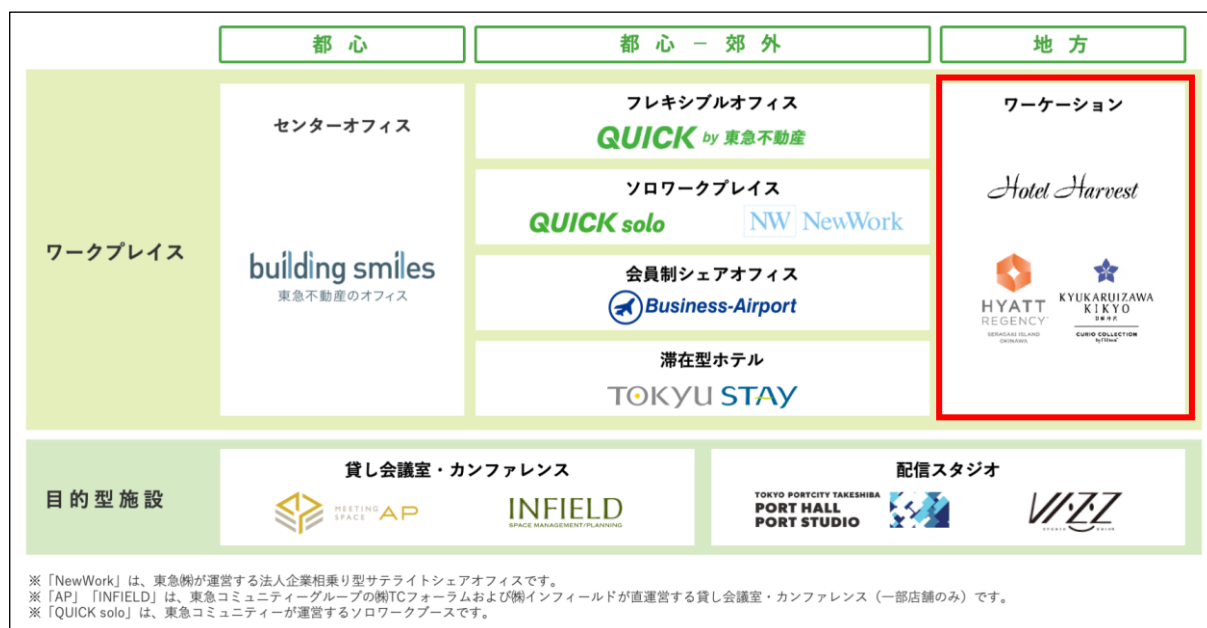 都心
都心－郊外
地方
ワークプレイス
センターオフィス
building smiles
東急不動産のオフィス
フレキシブルオフィス
QUICK by 東急不動産
ソロワークプレイス
QUICK solo
NW NewWork
会員制シェアオフィス
Business-Airport
滞在型ホテル
TOKYU STAY
ワーケーション
Hotel Harvest
HYATT
REGENCY
SERAGAKI ISLAND
OKINAWA
KYUKARUIZAWA
KIKYO
CURIO COLLECTION
by Hilton
目的型施設
貸し会議室・カンファレンス
MEETING
SPACE AP
INFIELD
SPACE MANAGEMENT/PLANNING
配信スタジオ
TOKYO PORTCITY TAKESHIBA
PORT HALL
PORT STUDIO
※「NewWork」は、東急㈱が運営する法人企業相乗り型サテライトシェアオフィスです。
※「AP」「INFIELD」は、東急コミュニティーグループの㈱TCフォーラムおよび㈱インフィールドが直運営する貸し会議室・カンファレンス（一部店舗のみ）です。
※「QUICK solo」は、東急コミュニティーが運営するソロワークブースです。